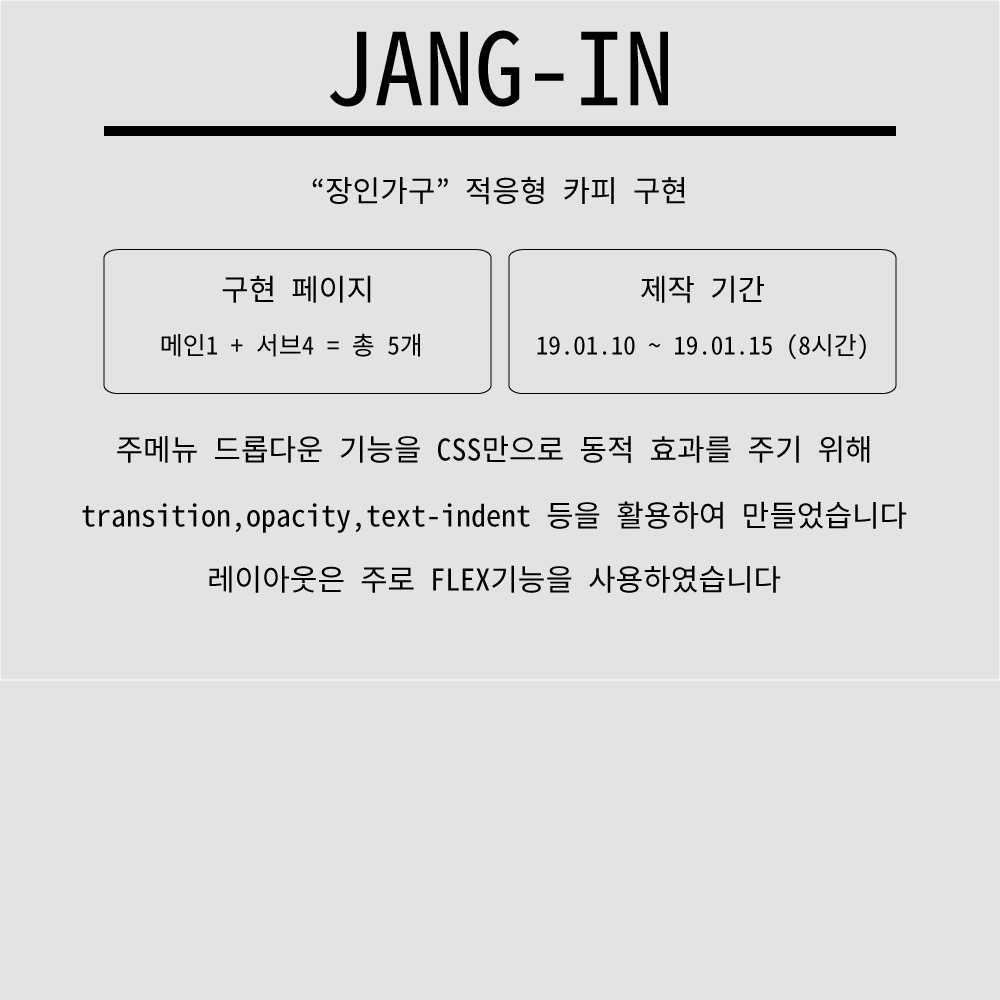 JANG-IN
“장인가구” 적응형 카피 구현
구현 페이지
메인1 + 서브4 = 총 5개
제작 기간
19.01.10 ~ 19.01.15 (8시간)
주메뉴 드롭다운 기능을 CSS만으로 동적 효과를 주기 위해
transition,opacity,text-indent 등을 활용하여 만들었습니다
레이아웃은 주로 FLEX기능을 사용하였습니다